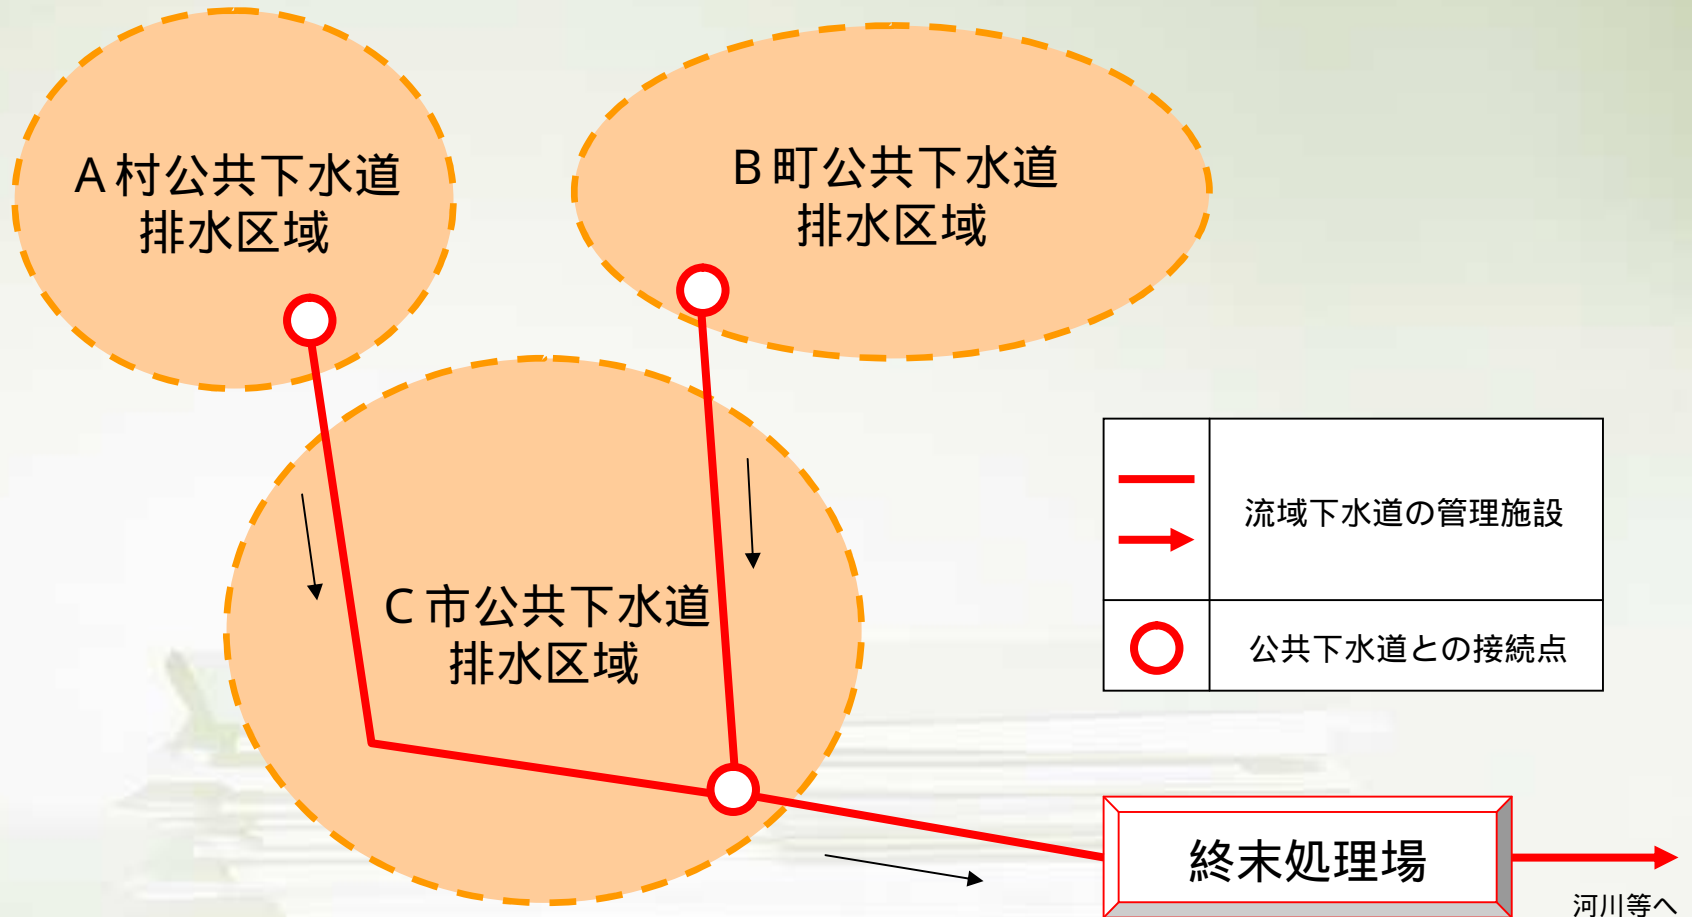 A村公共下水道
排水区域
B町公共下水道
排水区域
C市公共下水道
排水区域
流域下水道の管理施設
公共下水道との接続点
終末処理場
河川等へ